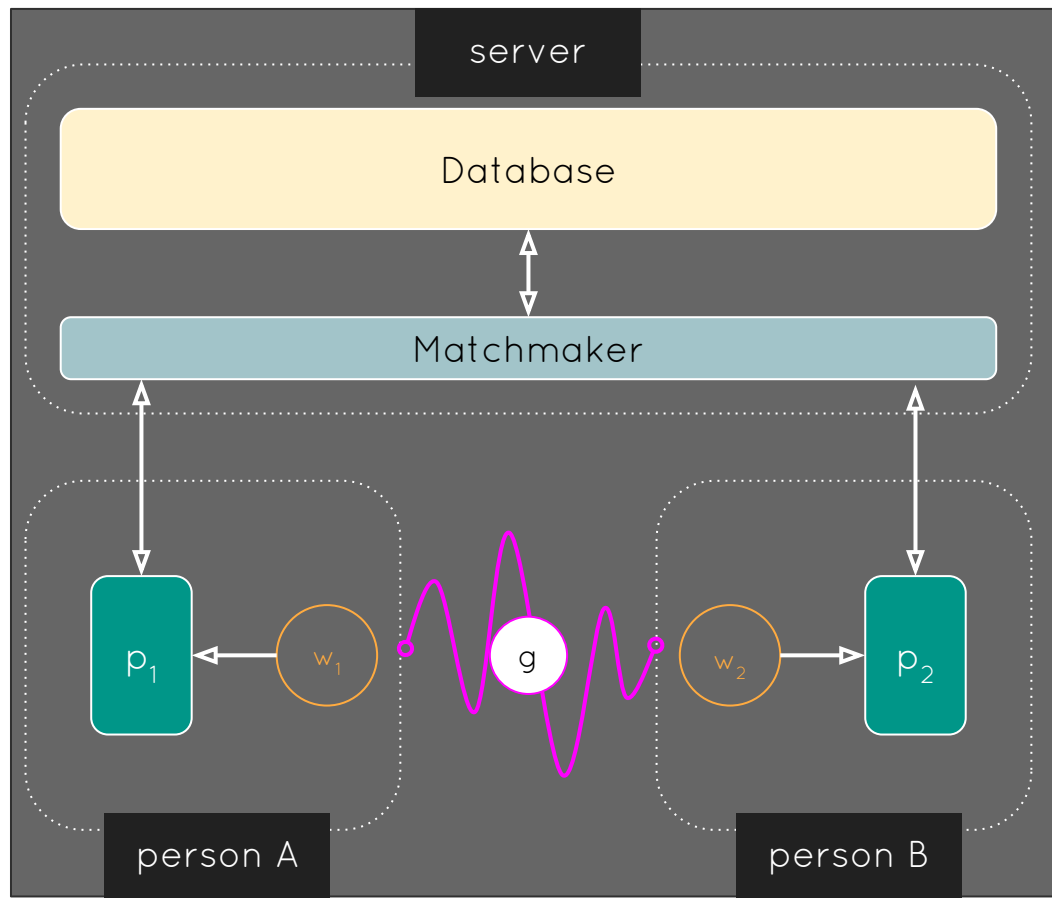 server
Database
Matchmaker
p₁
w₁
g
w₂
p₂
person A
person B